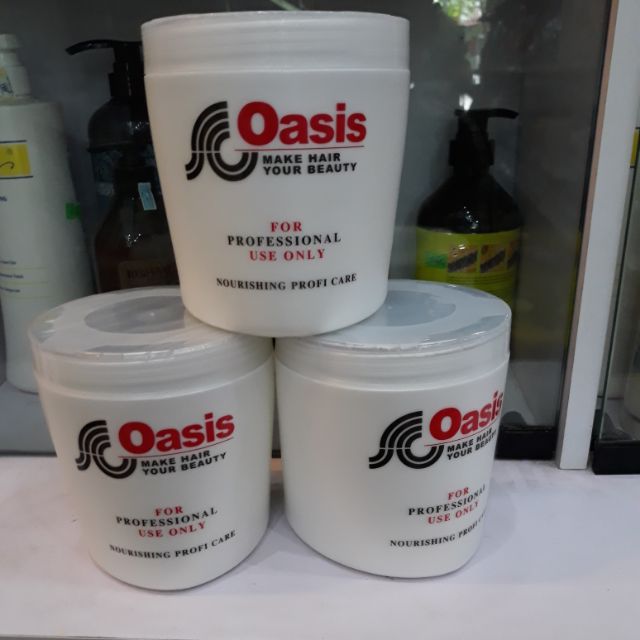 Oasis
MAKE HAIR
YOUR BEAUTY
FOR
PROFESSIONAL
USE ONLY
NOURISHING PROFI CARE
Oasis
MAKE HAIR
YOUR BEAUTY
FOR
PROFESSIONAL
USE ONLY
NOURISHING PROFI CARE
Oasis
MAKE HAIR
YOUR BEAUTY
FOR
PROFESSIONAL
USE ONLY
NOURISHING PROFI